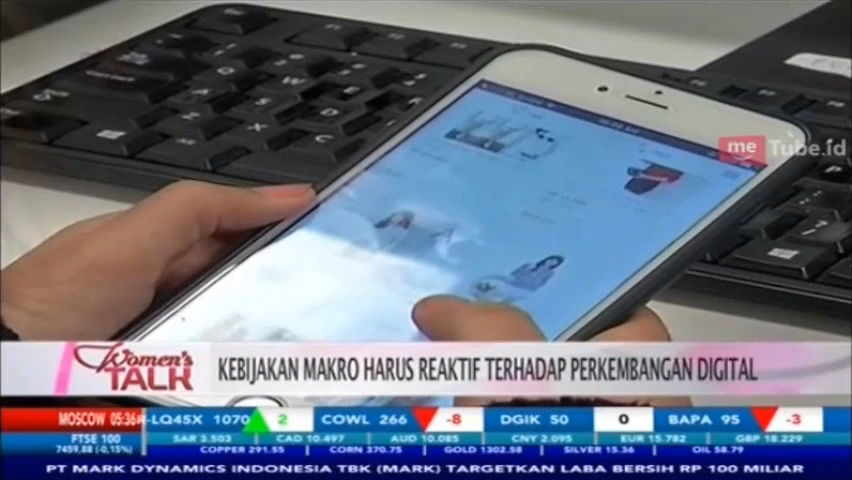 meTube.id
Women's TALK
KEBIJAKAN MAKRO HARUS REAKTIF TERHADAP PERKEMBANGAN DIGITAL
MOSCOW 05:36 -LQ45X 1070 2 COWL 266 -8 DGIK 50 0 BAPA 95 -3
FTSE 100 SAR 3.503 CAD 10.497 AUD 10.085 CNY 2.095 EUR 15.782 GBP 18.229
7459,88 (-0,15%) COPPER 291.55 CORN 370.75 GOLD 1302.58 SILVER 15.36 OIL 58.79
PT MARK DYNAMICS INDONESIA TBK (MARK) TARGETKAN LABA BERSIH RP 100 MILIAR